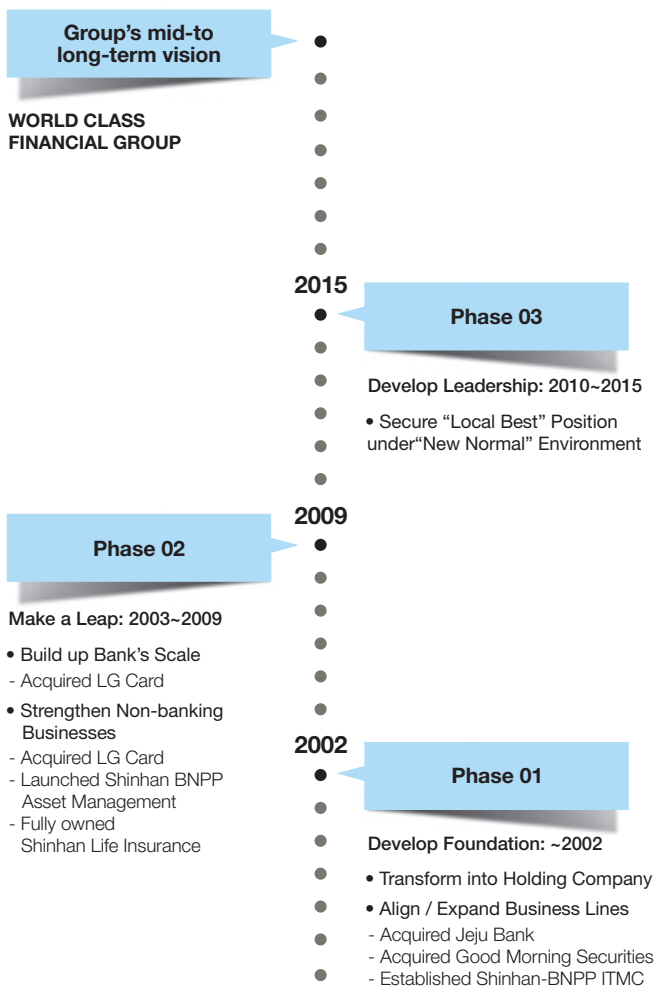 Group's mid-to
long-term vision
WORLD CLASS
FINANCIAL GROUP
2015
Phase 03
Develop Leadership: 2010~2015
• Secure “Local Best” Position
under“New Normal” Environment
2009
Phase 02
Make a Leap: 2003~2009
• Build up Bank's Scale
- Acquired LG Card
• Strengthen Non-banking
Businesses
- Acquired LG Card
- Launched Shinhan BNPP
Asset Management
- Fully owned
Shinhan Life Insurance
2002
Phase 01
Develop Foundation: ~2002
• Transform into Holding Company
• Align / Expand Business Lines
- Acquired Jeju Bank
- Acquired Good Morning Securities
- Established Shinhan-BNPP ITMC